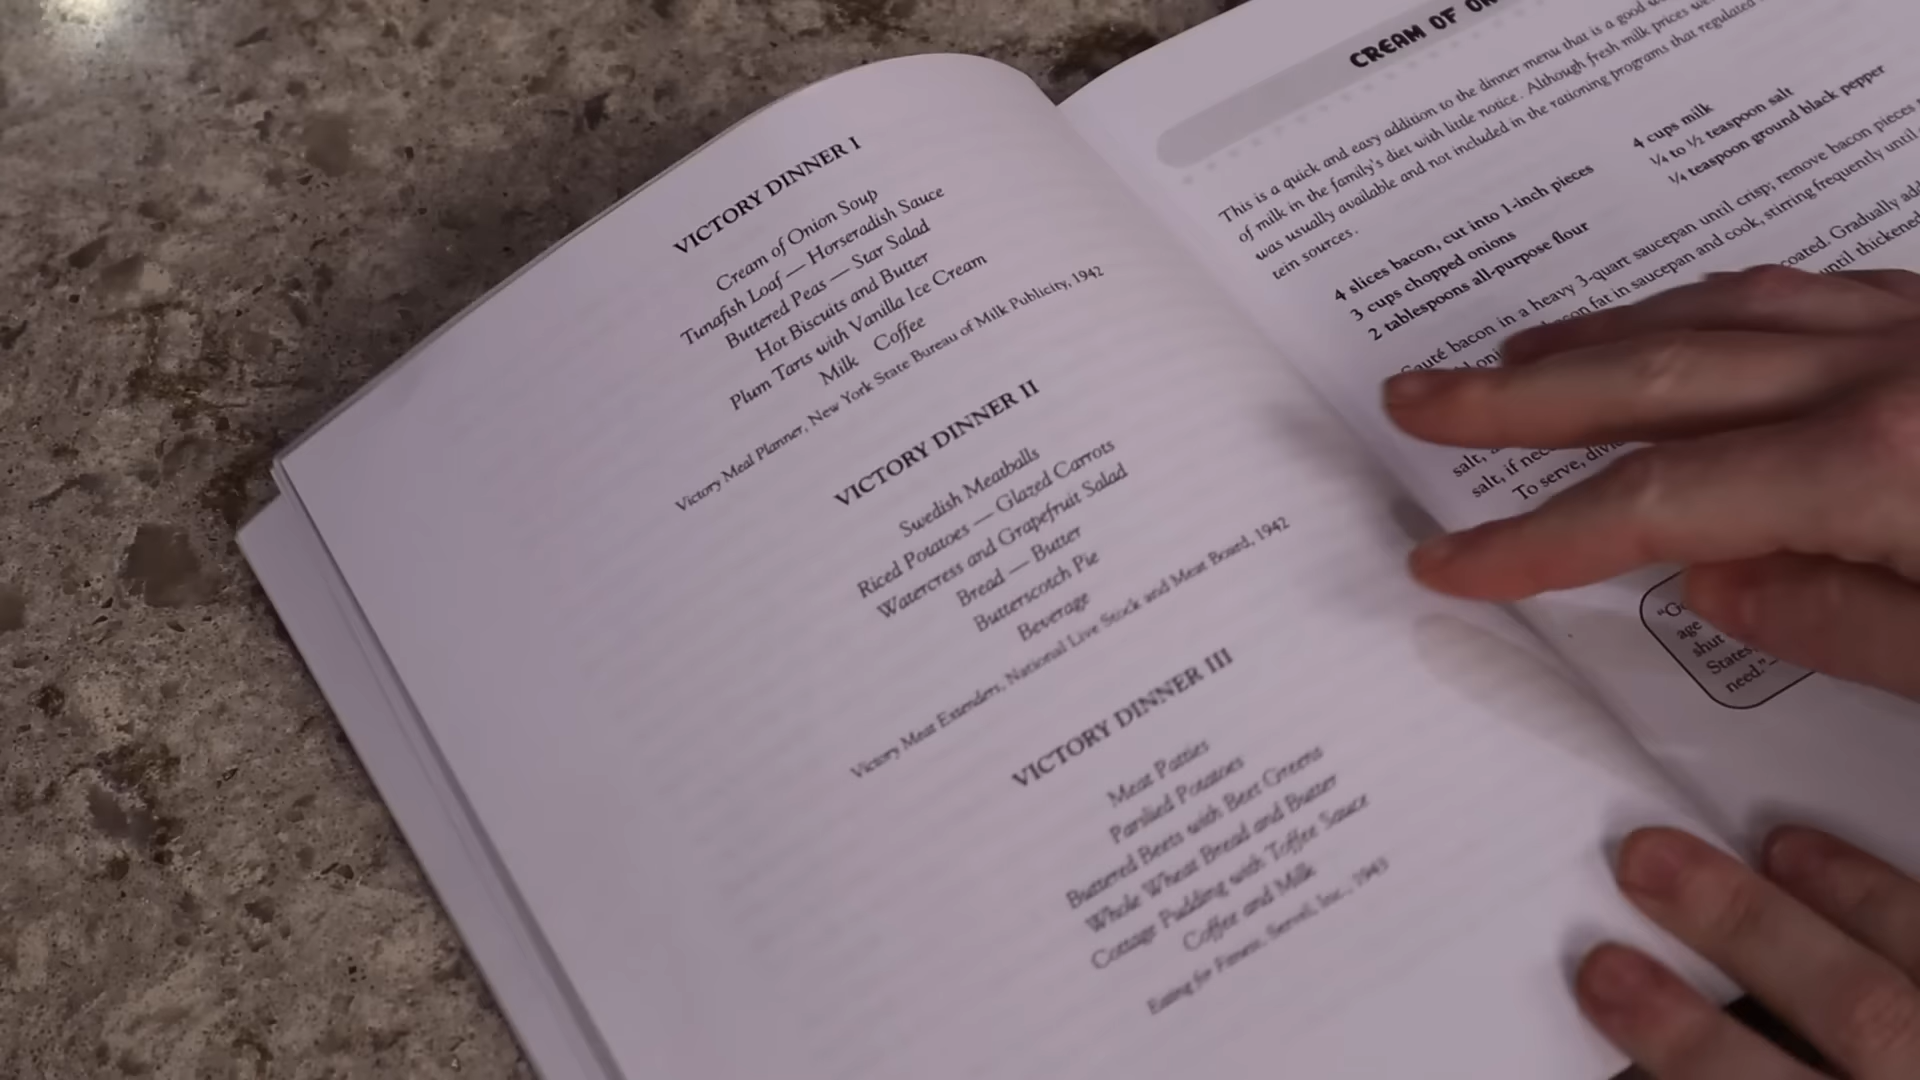 VICTORY DINNER I
Cream of Onion Soup
Tunafish Loaf — Horseradish Sauce
Buttered Peas — Star Salad
Hot Biscuits and Butter
Plum Tarts with Vanilla Ice Cream
Milk Coffee
Victory Meal Planner, New York State Bureau of Milk Publicity, 1942
VICTORY DINNER II
Swedish Meatballs
Riced Potatoes — Glazed Carrots
Watercress and Grapefruit Salad
Bread — Butter
Butterscotch Pie
Beverage
Victory Meat Extenders, National Live Stock and Meat Board, 1942
VICTORY DINNER III
Meat Patties
Panfried Potatoes
Buttered Beets with Beet Greens
Whole Wheat Bread and Butter
Cottage Pudding with Toffee Sauce
Coffee and Milk
Eating for Fitness, Servel, Inc., 1943
CREAM OF
This is a quick and easy addition to the dinner menu that is a good
of milk in the family's diet with little notice. Although fresh milk prices
was usually available and not included in the rationing programs that regulated
tein sources.
4 slices bacon, cut into 1-inch pieces
3 cups chopped onions
2 tablespoons all-purpose flour
4 cups milk
¼ to ½ teaspoon salt
¼ teaspoon ground black pepper
Sauté bacon in a heavy 3-quart saucepan until crisp; remove bacon pieces
bacon fat in saucepan and cook, stirring frequently until
coated. Gradually
until thickened
salt,
salt, if
To serve,
age
shut
States
need."